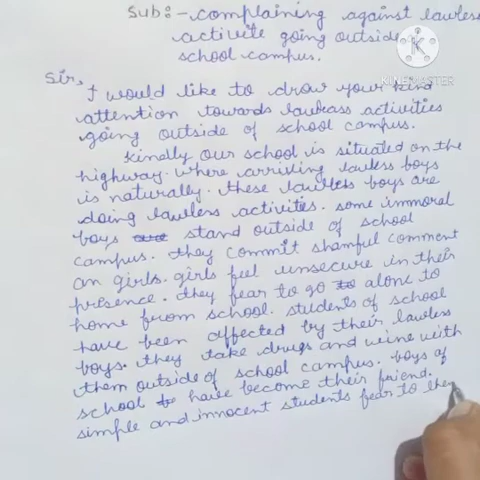 Sub:- complaining against lawless
activite going outside
school campus.
KINEMASTER
Sir,
I would like to draw your kind
attention towards lawless activities
going outside of school campus.
Kindly our school is situated on the
highway. where arriving lawless boys
is naturally. these lawless boys are
doing lawless activities. some immoral
boys are stand outside of school
campus. they commit shamful comment
on girls. girls feel unsecure in their
presence. they fear to go to alone to
home from school. students of school
have been affected by their lawless
boys. they take drugs and wine with
them outside of school campus. boys of
school to have become their friend.
simple and innocent students fear to